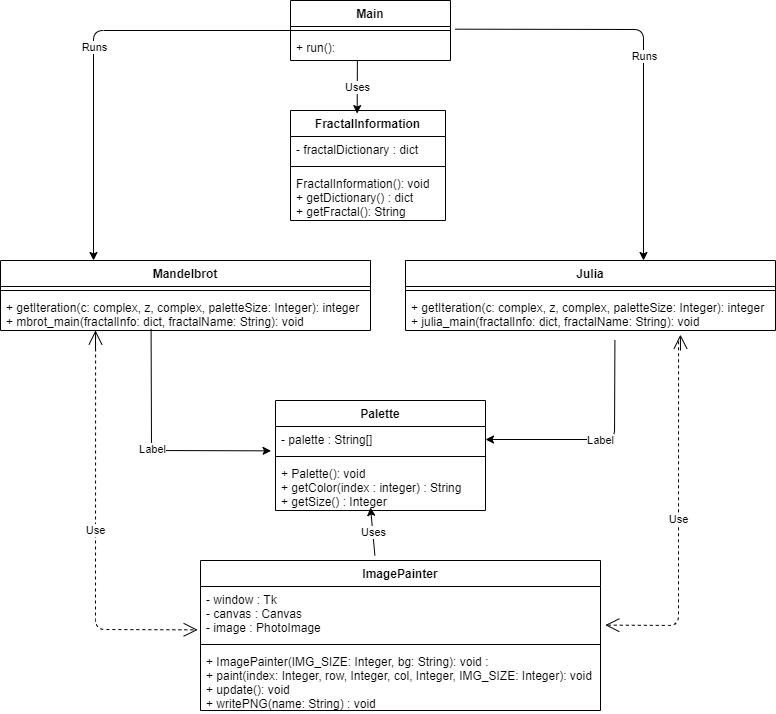 Main
+ run():
Runs
Runs
Uses
FractalInformation
- fractalDictionary : dict
FractalInformation(): void
+ getDictionary() : dict
+ getFractal(): String
Mandelbrot
+ getIteration(c: complex, z, complex, paletteSize: Integer): integer
+ mbrot_main(fractalInfo: dict, fractalName: String): void
Julia
+ getIteration(c: complex, z, complex, paletteSize: Integer): integer
+ julia_main(fractalInfo: dict, fractalName: String): void
Palette
- palette : String[]
+ Palette(): void
+ getColor(index : integer) : String
+ getSize() : Integer
Label
Label
Use
Uses
Use
ImagePainter
- window : Tk
- canvas : Canvas
- image : PhotoImage
+ ImagePainter(IMG_SIZE: Integer, bg: String): void :
+ paint(index: Integer, row, Integer, col, Integer, IMG_SIZE: Integer): void
+ update(): void
+ writePNG(name: String) : void